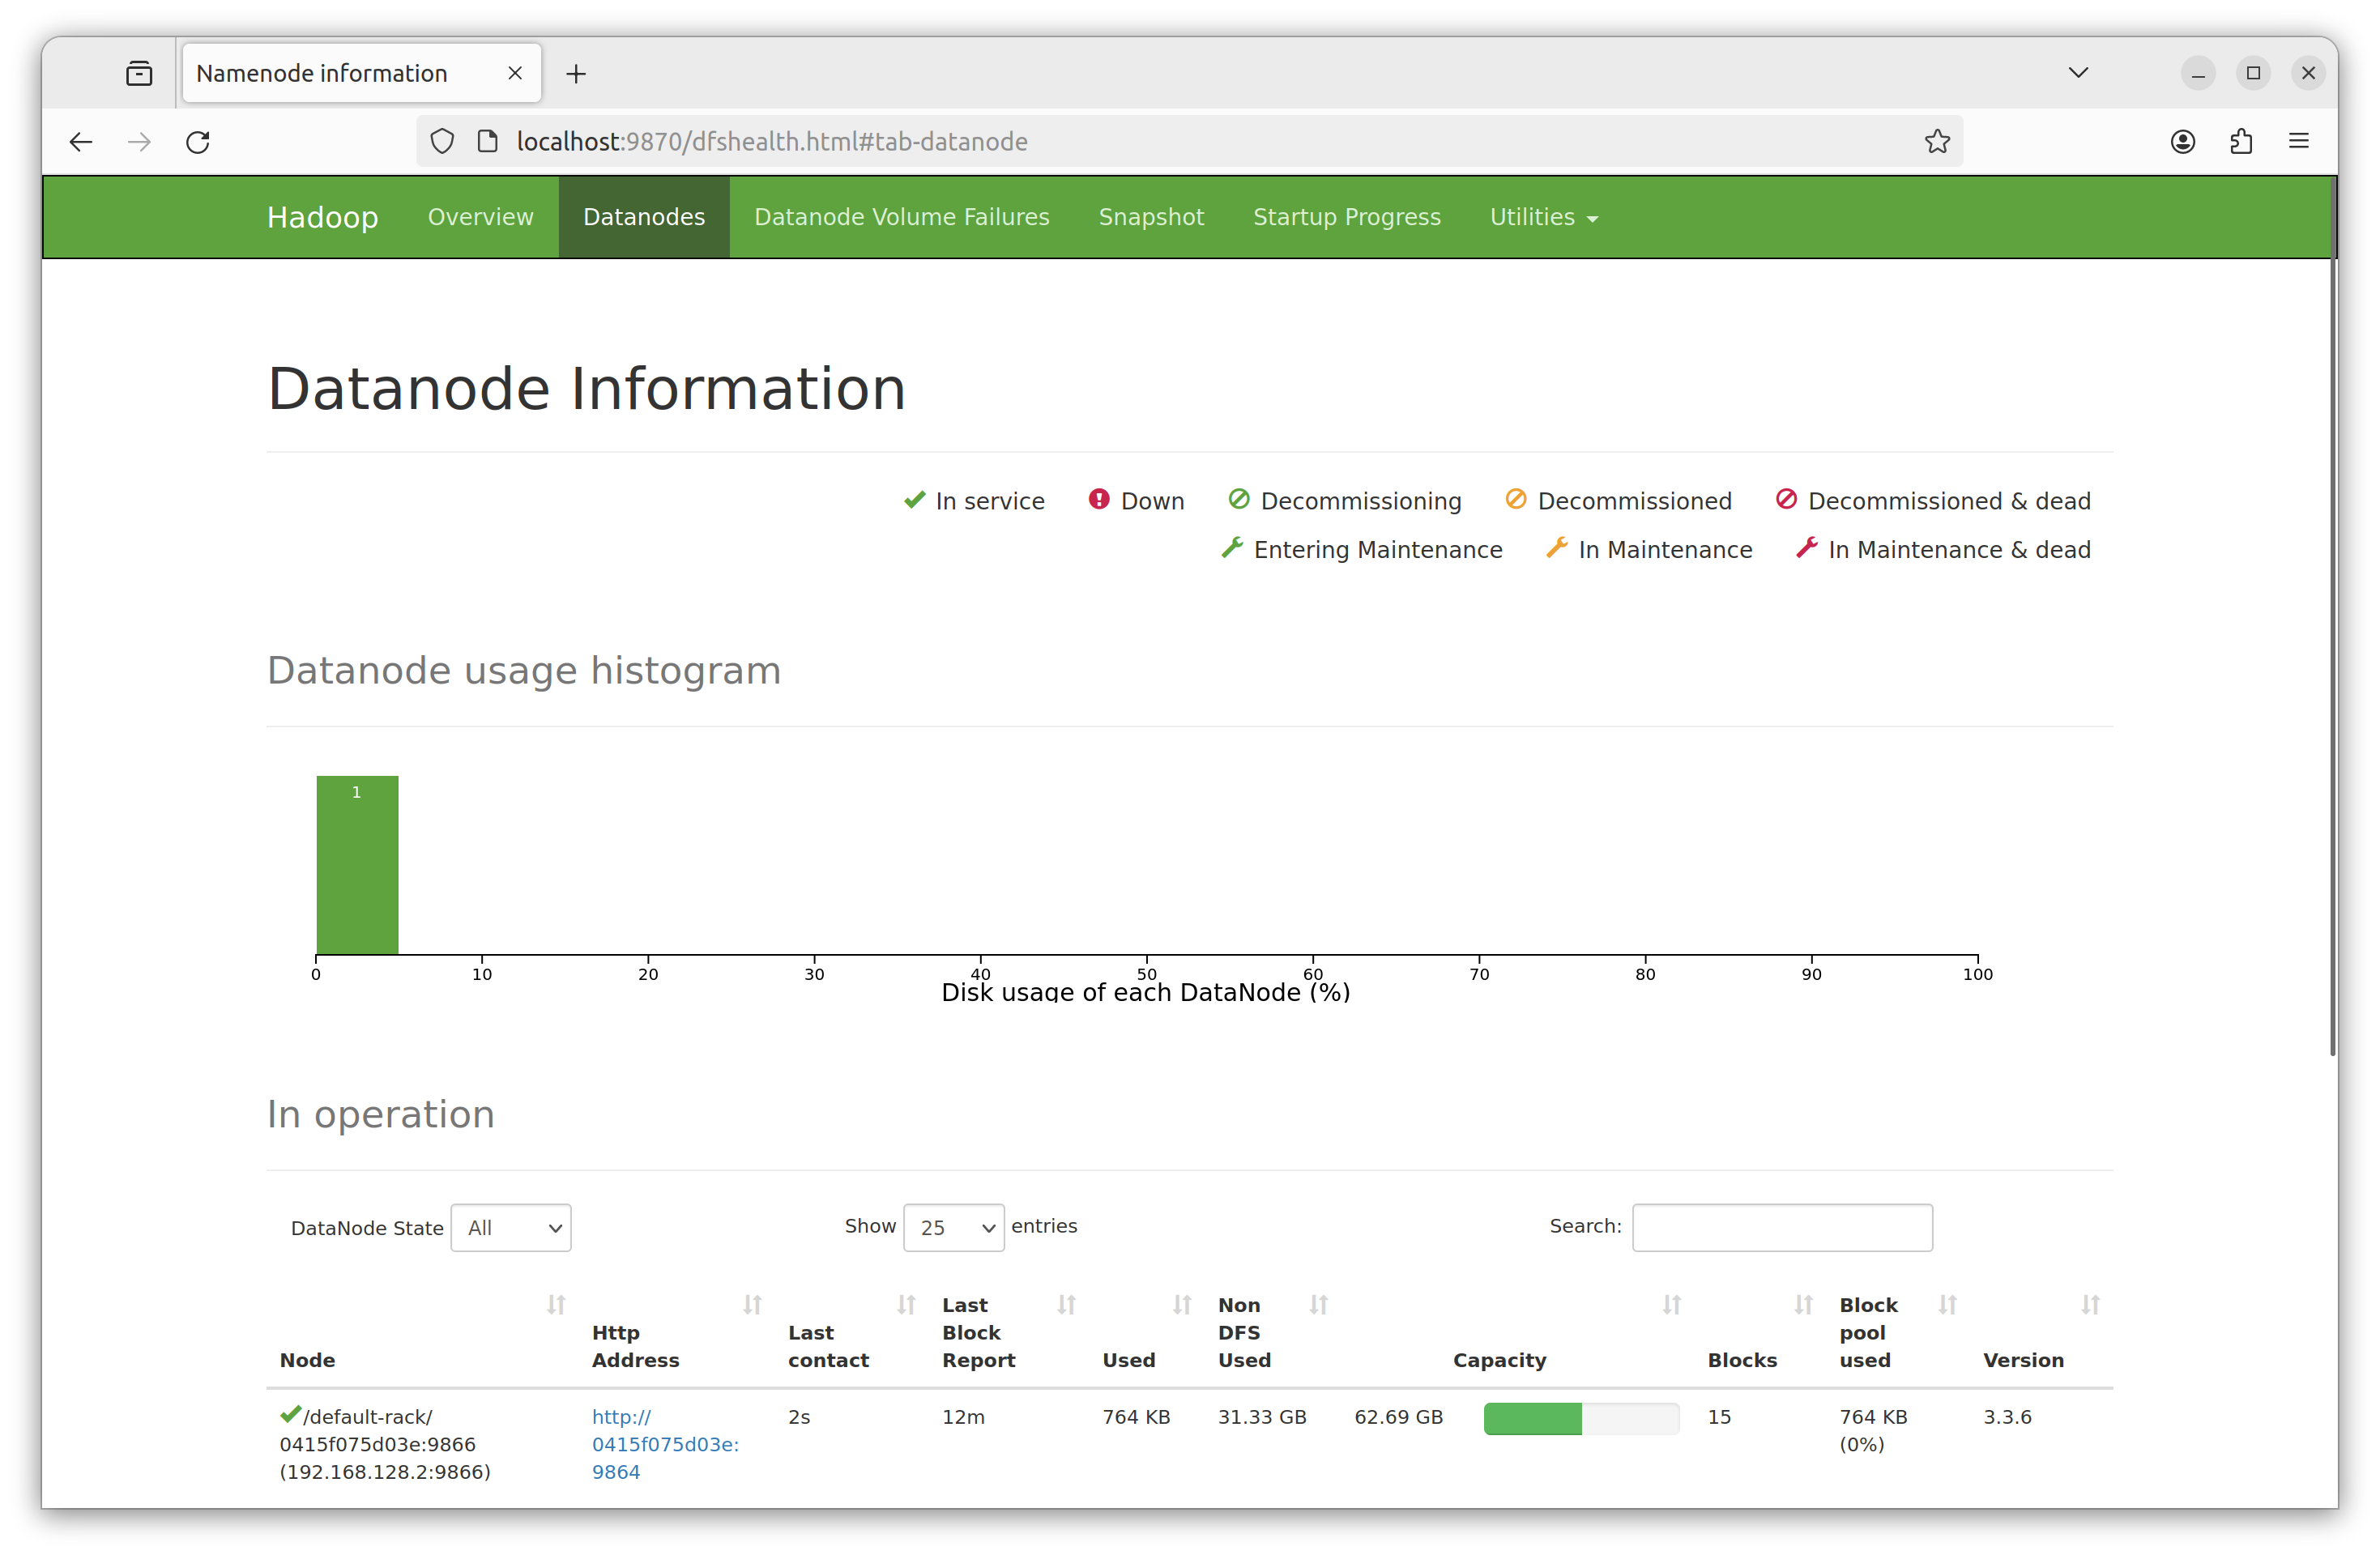 Namenode information
localhost:9870/dfshealth.html#tab-datanode
Hadoop Overview Datanodes Datanode Volume Failures Snapshot Startup Progress Utilities
Datanode Information
In service Down Decommissioning Decommissioned Decommissioned & dead
Entering Maintenance In Maintenance In Maintenance & dead
Datanode usage histogram
1
0 10 20 30 40 50 60 70 80 90 100
Disk usage of each DataNode (%)
In operation
DataNode State All Show 25 entries Search:
Node
Http
Address
Last
contact
Last
Block
Report
Used
Non
DFS
Used
Capacity
Blocks
Block
pool
used
Version
/default-rack/
0415f075d03e:9866
(192.168.128.2:9866)
http://
0415f075d03e:
9864
2s
12m
764 KB
31.33 GB
62.69 GB
15
764 KB
(0%)
3.3.6